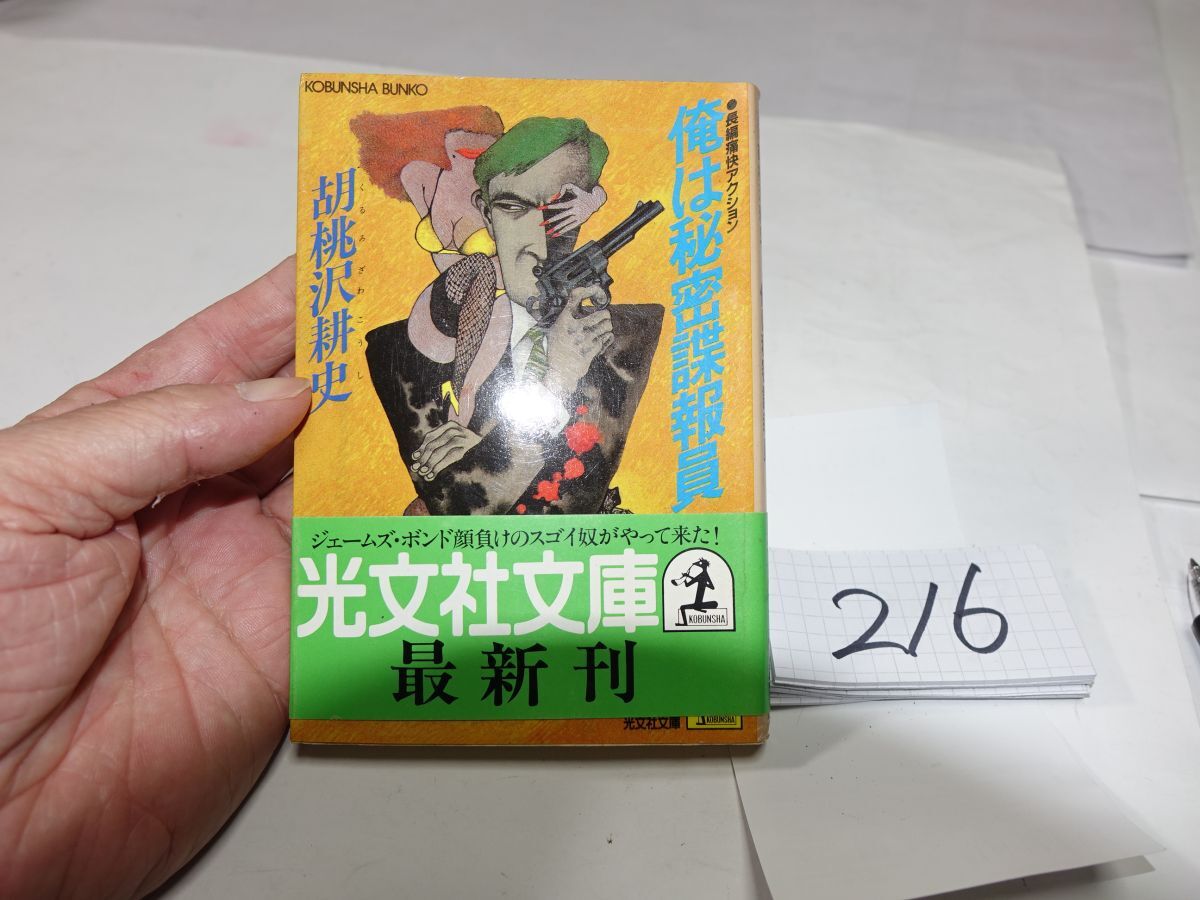 KOBUNSHA BUNKO
●長編痛快アクション
俺は秘密諜報員
胡桃沢耕史
くるみざわこうし
ジェームズ・ボンド顔負けのスゴイ奴がやって来た!
光文社文庫
KOBUNSHA
最新刊
光文社文庫
KOBUNSHA
216